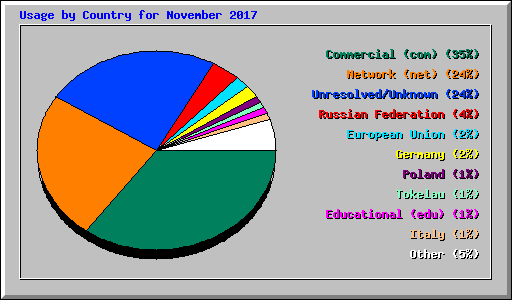 Usage by Country for November 2017
Commercial (com) (35%)
Network (net) (24%)
Unresolved/Unknown (24%)
Russian Federation (4%)
European Union (2%)
Germany (2%)
Poland (1%)
Tokelau (1%)
Educational (edu) (1%)
Italy (1%)
Other (5%)